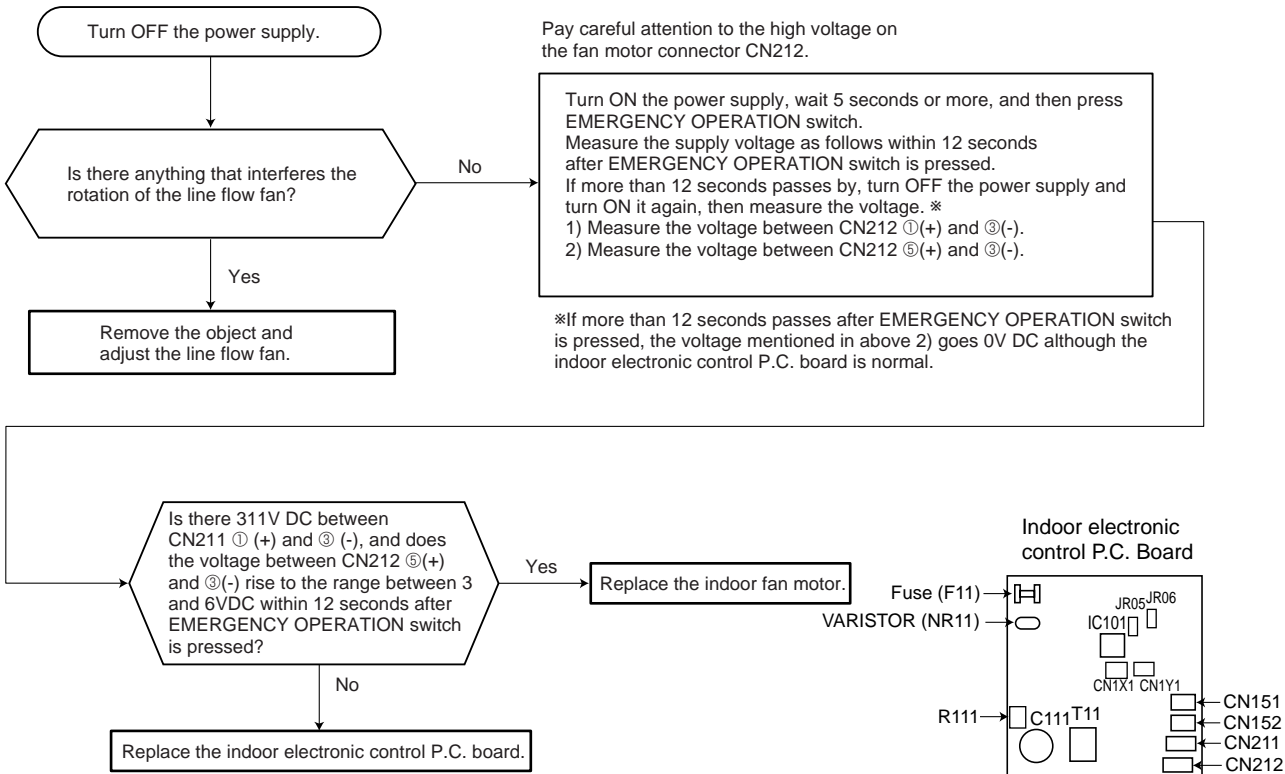 Turn OFF the power supply.
Pay careful attention to the high voltage on
the fan motor connector CN212.
Is there anything that interferes the
rotation of the line flow fan?
No
Turn ON the power supply, wait 5 seconds or more, and then press
EMERGENCY OPERATION switch.
Measure the supply voltage as follows within 12 seconds
after EMERGENCY OPERATION switch is pressed.
If more than 12 seconds passes by, turn OFF the power supply and
turn ON it again, then measure the voltage. ※
1) Measure the voltage between CN212 ①(+) and ③(-).
2) Measure the voltage between CN212 ⑤(+) and ③(-).
Yes
Remove the object and
adjust the line flow fan.
※If more than 12 seconds passes after EMERGENCY OPERATION switch
is pressed, the voltage mentioned in above 2) goes 0V DC although the
indoor electronic control P.C. board is normal.
Is there 311V DC between
CN211 ① (+) and ③ (-), and does
the voltage between CN212 ⑤(+)
and ③(-) rise to the range between 3
and 6VDC within 12 seconds after
EMERGENCY OPERATION switch
is pressed?
Yes
Replace the indoor fan motor.
No
Replace the indoor electronic control P.C. board.
Indoor electronic
control P.C. Board
Fuse (F11)
JR05 JR06
VARISTOR (NR11)
IC101
CN1X1 CN1Y1
CN151
R111
C111 T11
CN152
CN211
CN212